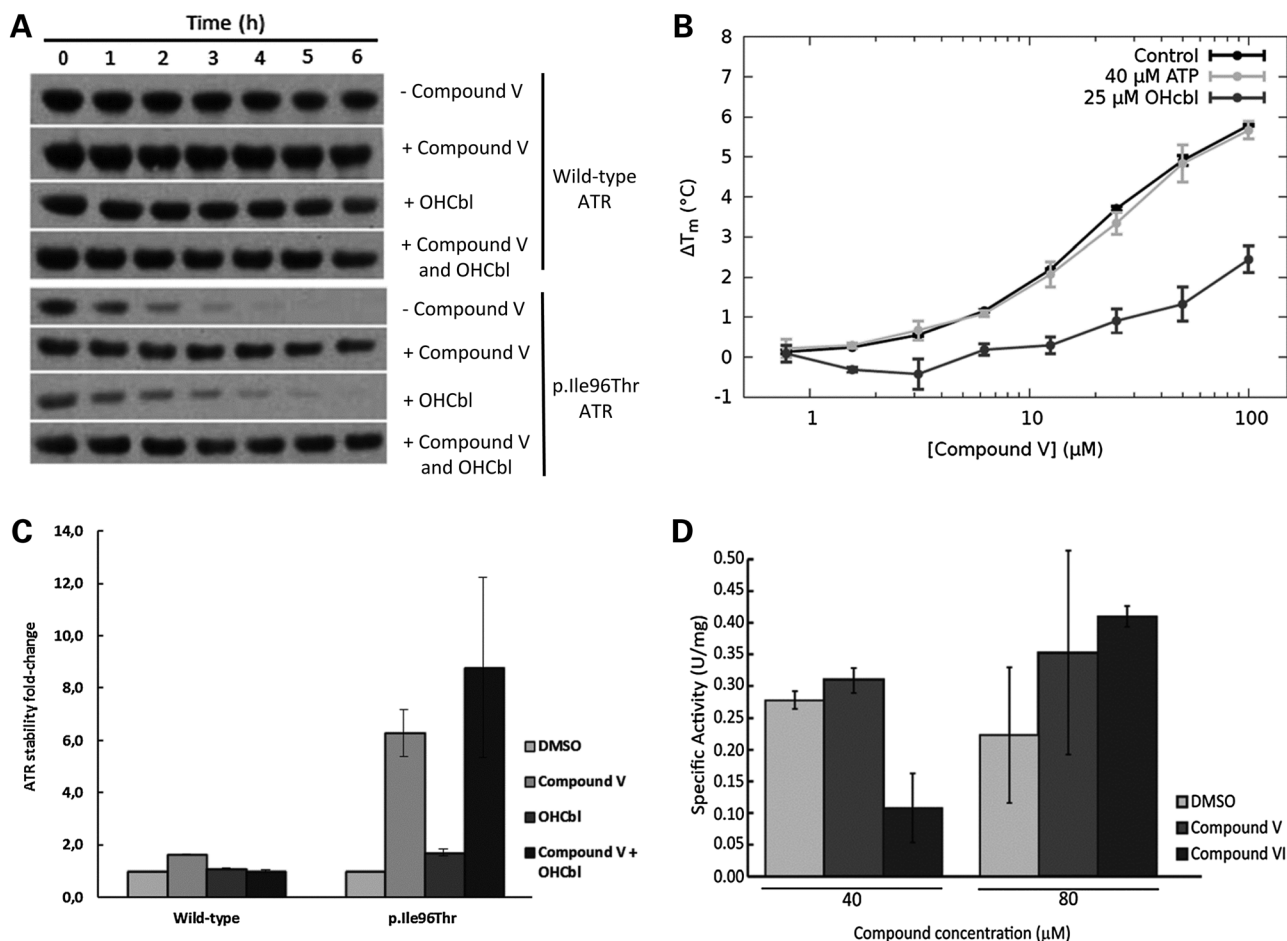 A
Time (h)
0 1 2 3 4 5 6
- Compound V
+ Compound V
+ OHCbl
+ Compound V
and OHCbl
Wild-type
ATR
- Compound V
+ Compound V
+ OHCbl
+ Compound V
and OHCbl
p.Ile96Thr
ATR
B
8
7
6
5
4
3
2
1
0
-1
ΔTm (°C)
Control
40 µM ATP
25 µM OHcbl
1 10 100
[Compound V] (µM)
C
14,0
12,0
10,0
8,0
6,0
4,0
2,0
0,0
ATR stability fold-change
DMSO
Compound V
OHCbl
Compound V +
OHCbl
Wild-type p.Ile96Thr
D
0.50
0.45
0.40
0.35
0.30
0.25
0.20
0.15
0.10
0.05
0.00
Specific Activity (U/mg)
DMSO
Compound V
Compound VI
40 80
Compound concentration (µM)